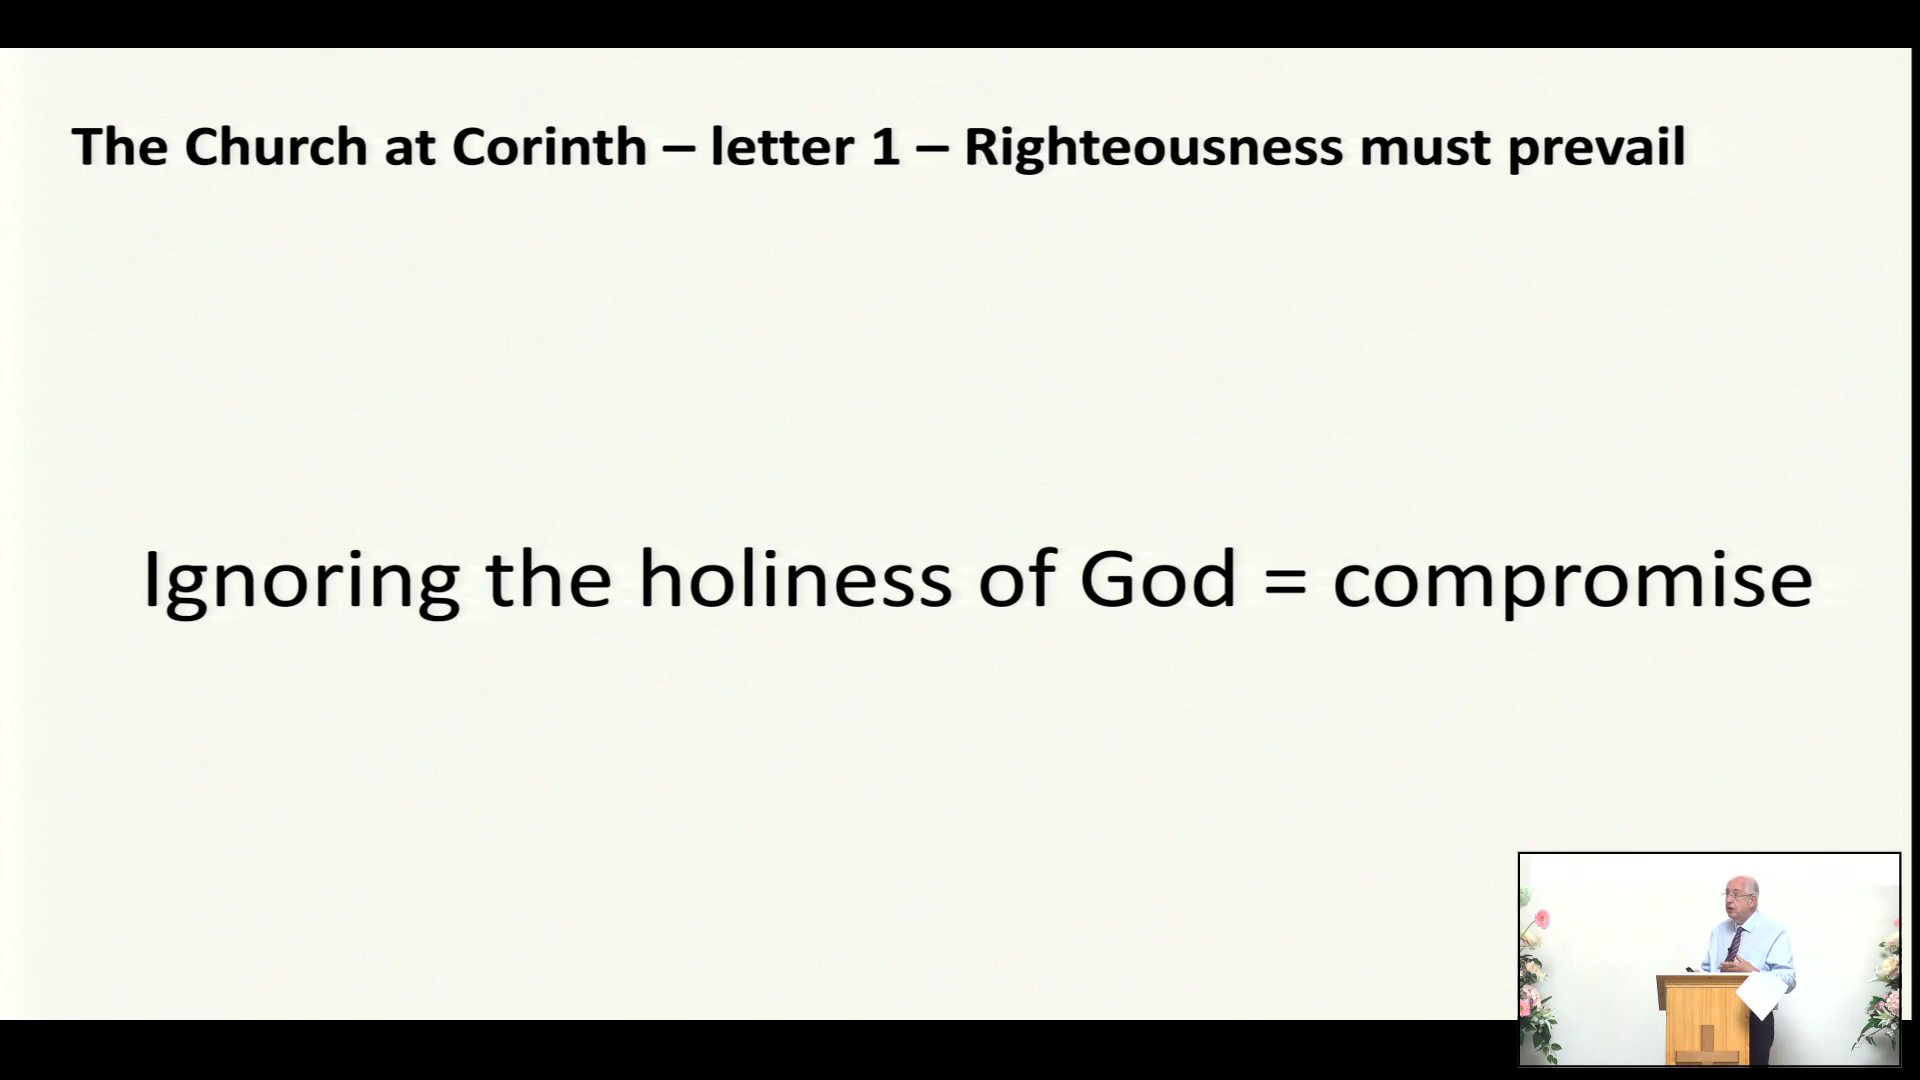 The Church at Corinth – letter 1 – Righteousness must prevail
Ignoring the holiness of God = compromise